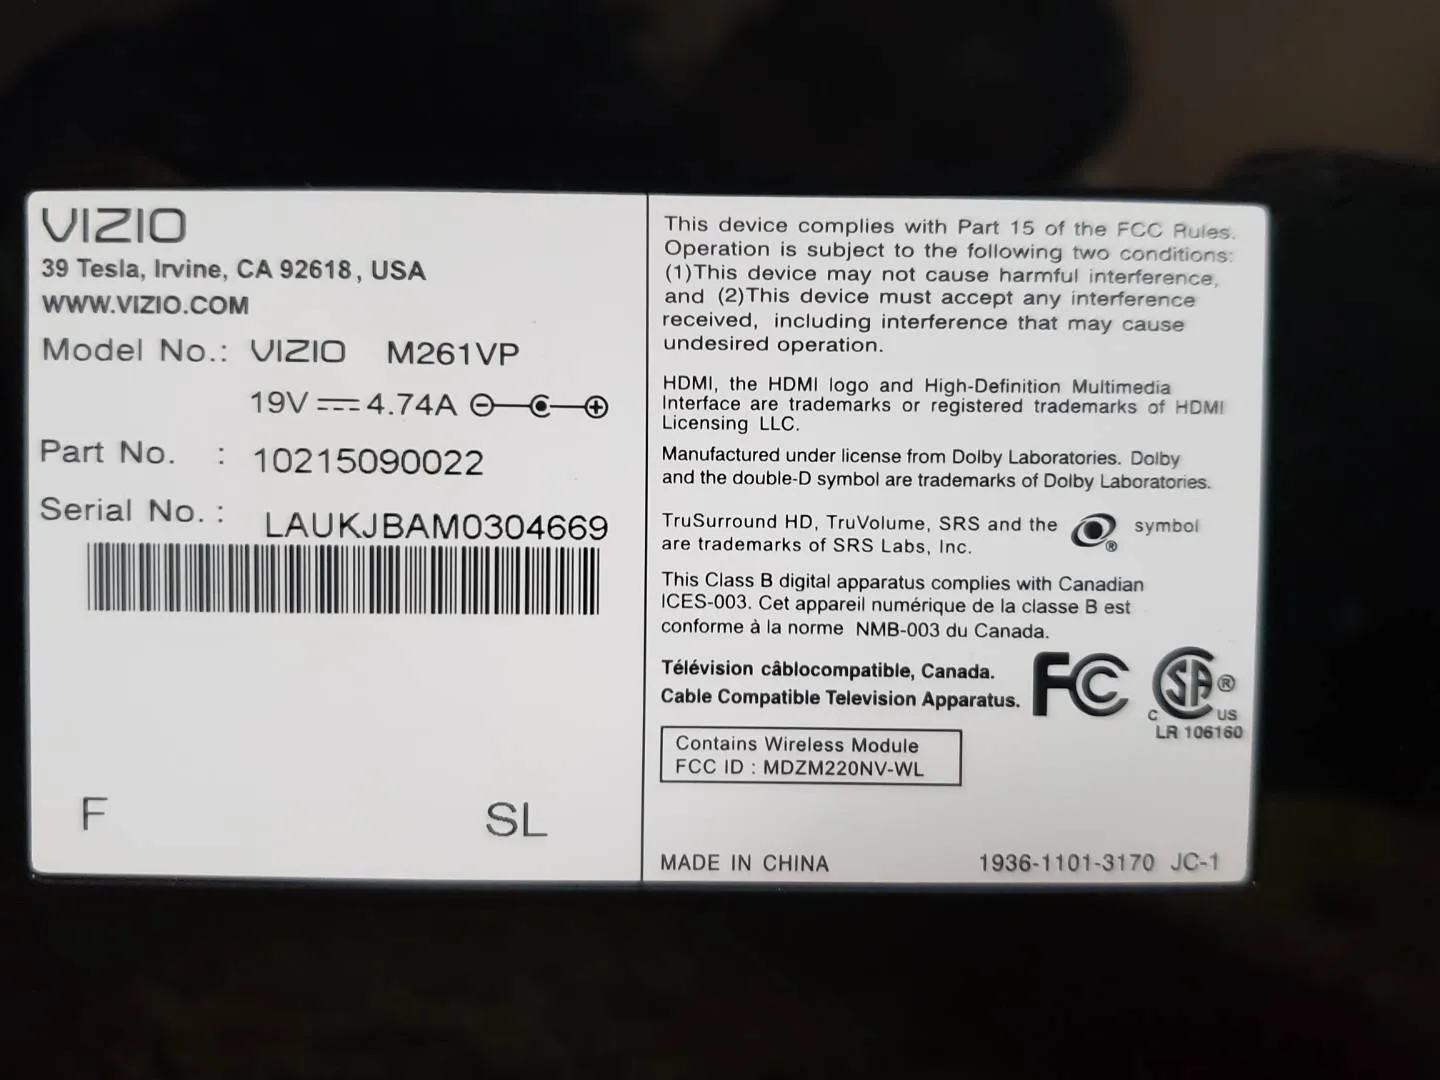 VIZIO
39 Tesla, Irvine, CA 92618, USA
WWW.VIZIO.COM
Model No.: VIZIO M261VP
19V 4.74A
Part No. : 10215090022
Serial No. : LAUKJBAM0304669
F SL
This device complies with Part 15 of the FCC Rules.
Operation is subject to the following two conditions:
(1)This device may not cause harmful interference,
and (2)This device must accept any interference
received, including interference that may cause
undesired operation.
HDMI, the HDMI logo and High-Definition Multimedia
Interface are trademarks or registered trademarks of HDMI
Licensing LLC.
Manufactured under license from Dolby Laboratories. Dolby
and the double-D symbol are trademarks of Dolby Laboratories.
TruSurround HD, TruVolume, SRS and the ® symbol
are trademarks of SRS Labs, Inc.
This Class B digital apparatus complies with Canadian
ICES-003. Cet appareil numérique de la classe B est
conforme à la norme NMB-003 du Canada.
Télévision câblocompatible, Canada.
Cable Compatible Television Apparatus.
FC
C SA ® US
LR 106160
Contains Wireless Module
FCC ID : MDZM220NV-WL
MADE IN CHINA 1936-1101-3170 JC-1